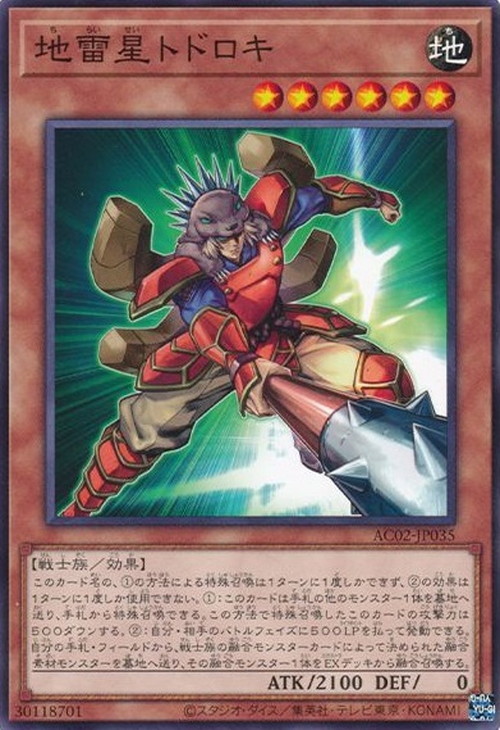 地雷星トドロキ
地
AC02-JP035
【戦士族／効果】
このカード名の、①の方法による特殊召喚は1ターンに1度しかできず、②の効果は
1ターンに1度しか使用できない。①：このカードは手札の他のモンスター1体を墓地へ
送り、手札から特殊召喚できる。この方法で特殊召喚したこのカードの攻撃力は
５００ダウンする。②：自分・相手のバトルフェイズに５００LPを払って発動できる。
自分の手札・フィールドから、戦士族の融合モンスターカードによって決められた融合
素材モンスターを墓地へ送り、その融合モンスター1体をEXデッキから融合召喚する。
ATK/2100 DEF/ 0
30118701
©スタジオ・ダイス／集英社・テレビ東京・KONAMI